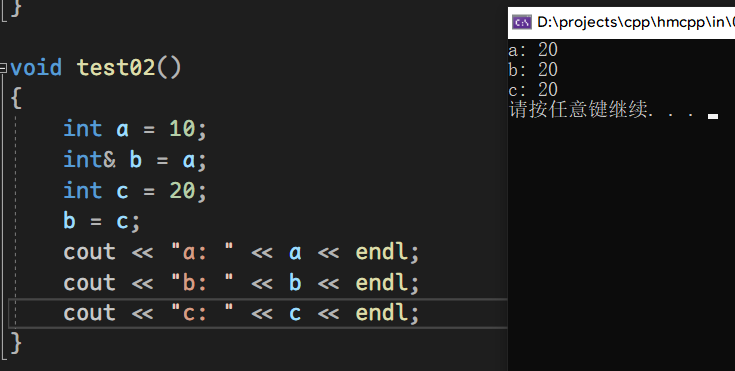 }
void test02()
{
int a = 10;
int& b = a;
int c = 20;
b = c;
cout << "a: " << a << endl;
cout << "b: " << b << endl;
cout << "c: " << c << endl;
}
D:\projects\cpp\hmcpp\in\
a: 20
b: 20
c: 20
请按任意键继续. . .